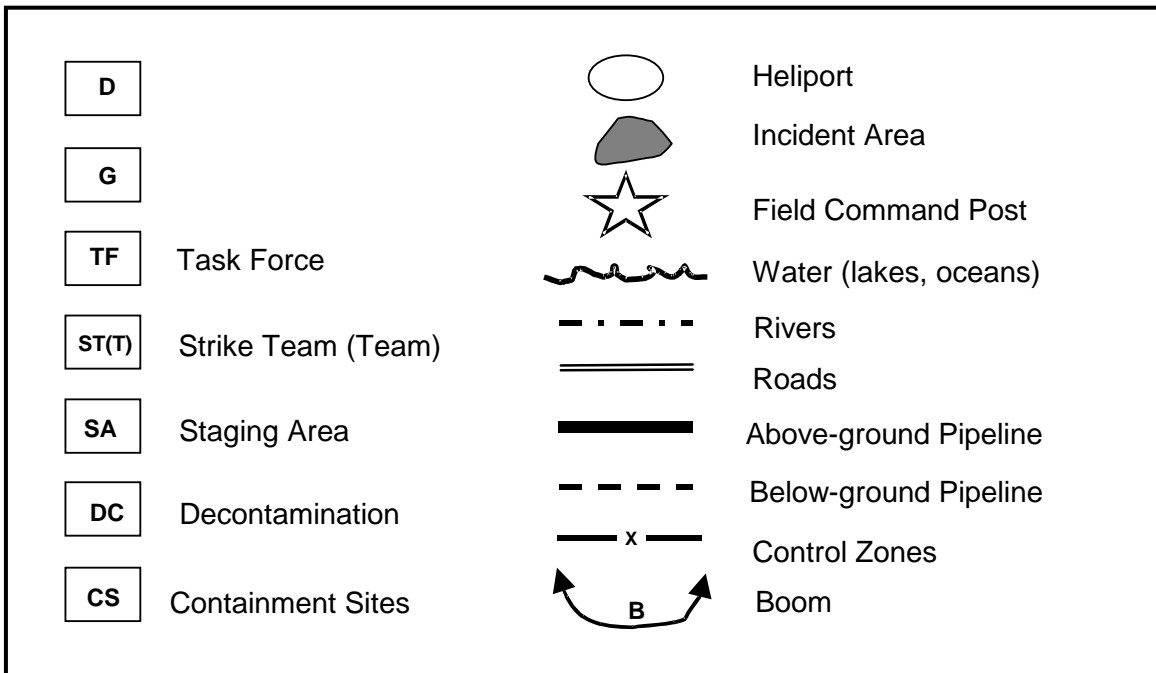 D
G
TF Task Force
ST(T) Strike Team (Team)
SA Staging Area
DC Decontamination
CS Containment Sites
Heliport
Incident Area
Field Command Post
Water (lakes, oceans)
Rivers
Roads
Above-ground Pipeline
Below-ground Pipeline
X Control Zones
B Boom